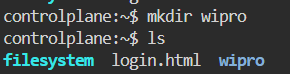 controlplane:~$ mkdir wipro
controlplane:~$ ls
filesystem login.html wipro